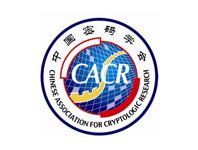 中国密码学会
CACR
CHINESE ASSOCIATION FOR CRYPTOLOGIC RESEARCH